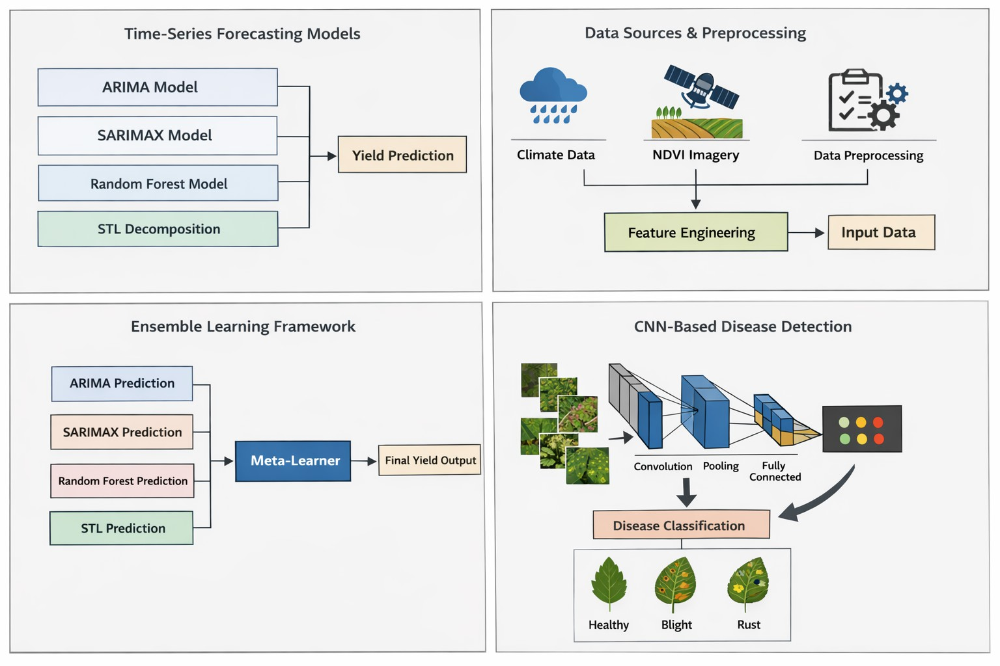 Time-Series Forecasting Models
ARIMA Model
SARIMAX Model
Random Forest Model
STL Decomposition
Yield Prediction
Data Sources & Preprocessing
Climate Data
NDVI Imagery
Data Preprocessing
Feature Engineering
Input Data
Ensemble Learning Framework
ARIMA Prediction
SARIMAX Prediction
Random Forest Prediction
STL Prediction
Meta-Learner
Final Yield Output
CNN-Based Disease Detection
Convolution
Pooling
Fully
Connected
Disease Classification
Healthy
Blight
Rust